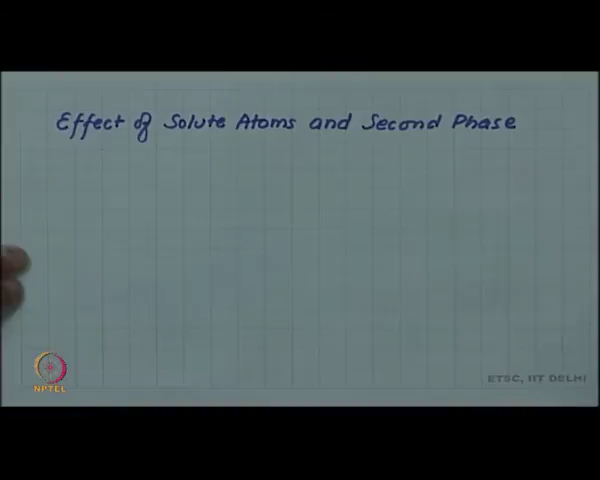 Effect of Solute Atoms and Second Phase
NPTEL
ETSC, IIT DELHI